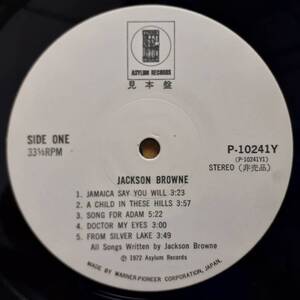 ASYLUM RECORDS
見本盤
SIDE ONE
33⅓RPM
P-10241Y
(P-10241Y1)
STEREO (非売品)
JACKSON BROWNE
1. JAMAICA SAY YOU WILL 3:23
2. A CHILD IN THESE HILLS 3:57
3. SONG FOR ADAM 5:22
4. DOCTOR MY EYES 3:00
5. FROM SILVER LAKE 3:49
All Songs Written by Jackson Browne
Ⓟ 1972 Asylum Records
MADE BY WARNER-PIONEER CORPORATION, JAPAN.